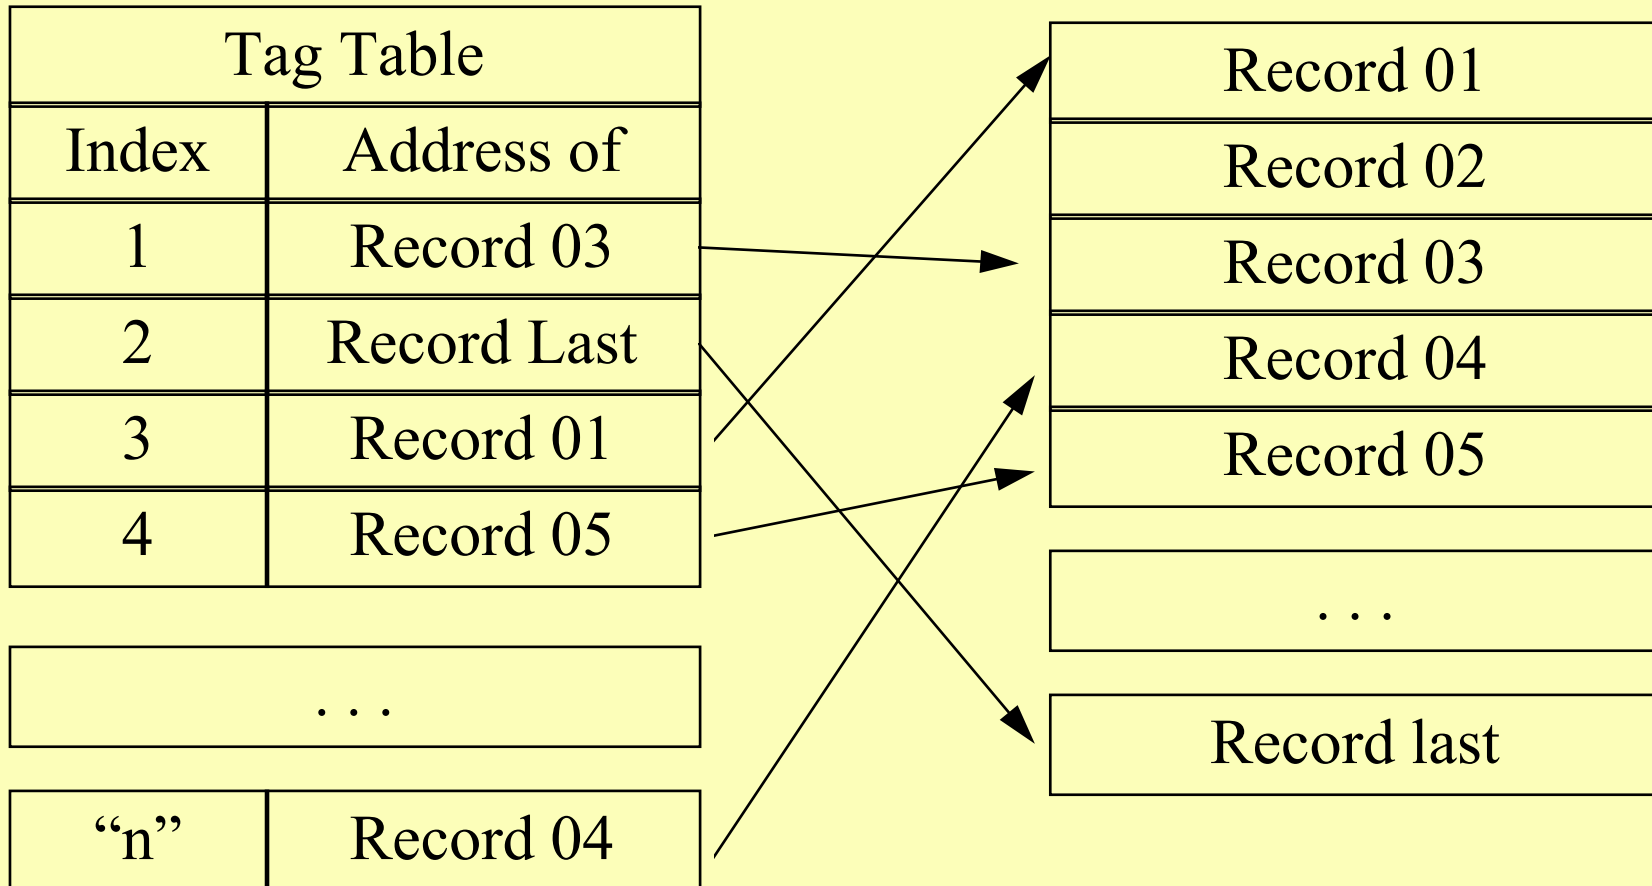 Tag Table
Index Address of
1 Record 03
2 Record Last
3 Record 01
4 Record 05
. . .
“n” Record 04
Record 01
Record 02
Record 03
Record 04
Record 05
. . .
Record last